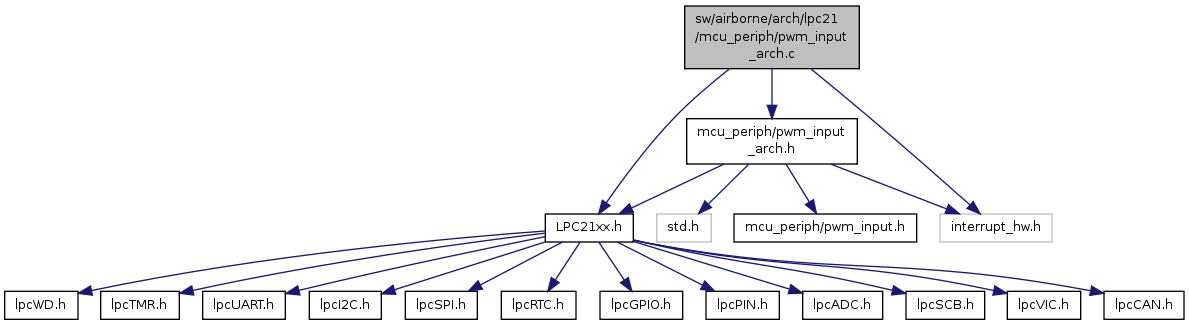 sw/airborne/arch/lpc21
/mcu_periph/pwm_input
_arch.c
mcu_periph/pwm_input
_arch.h
LPC21xx.h
std.h
mcu_periph/pwm_input.h
interrupt_hw.h
lpcWD.h
lpcTMR.h
lpcUART.h
lpcI2C.h
lpcSPI.h
lpcRTC.h
lpcGPIO.h
lpcPIN.h
lpcADC.h
lpcSCB.h
lpcVIC.h
lpcCAN.h